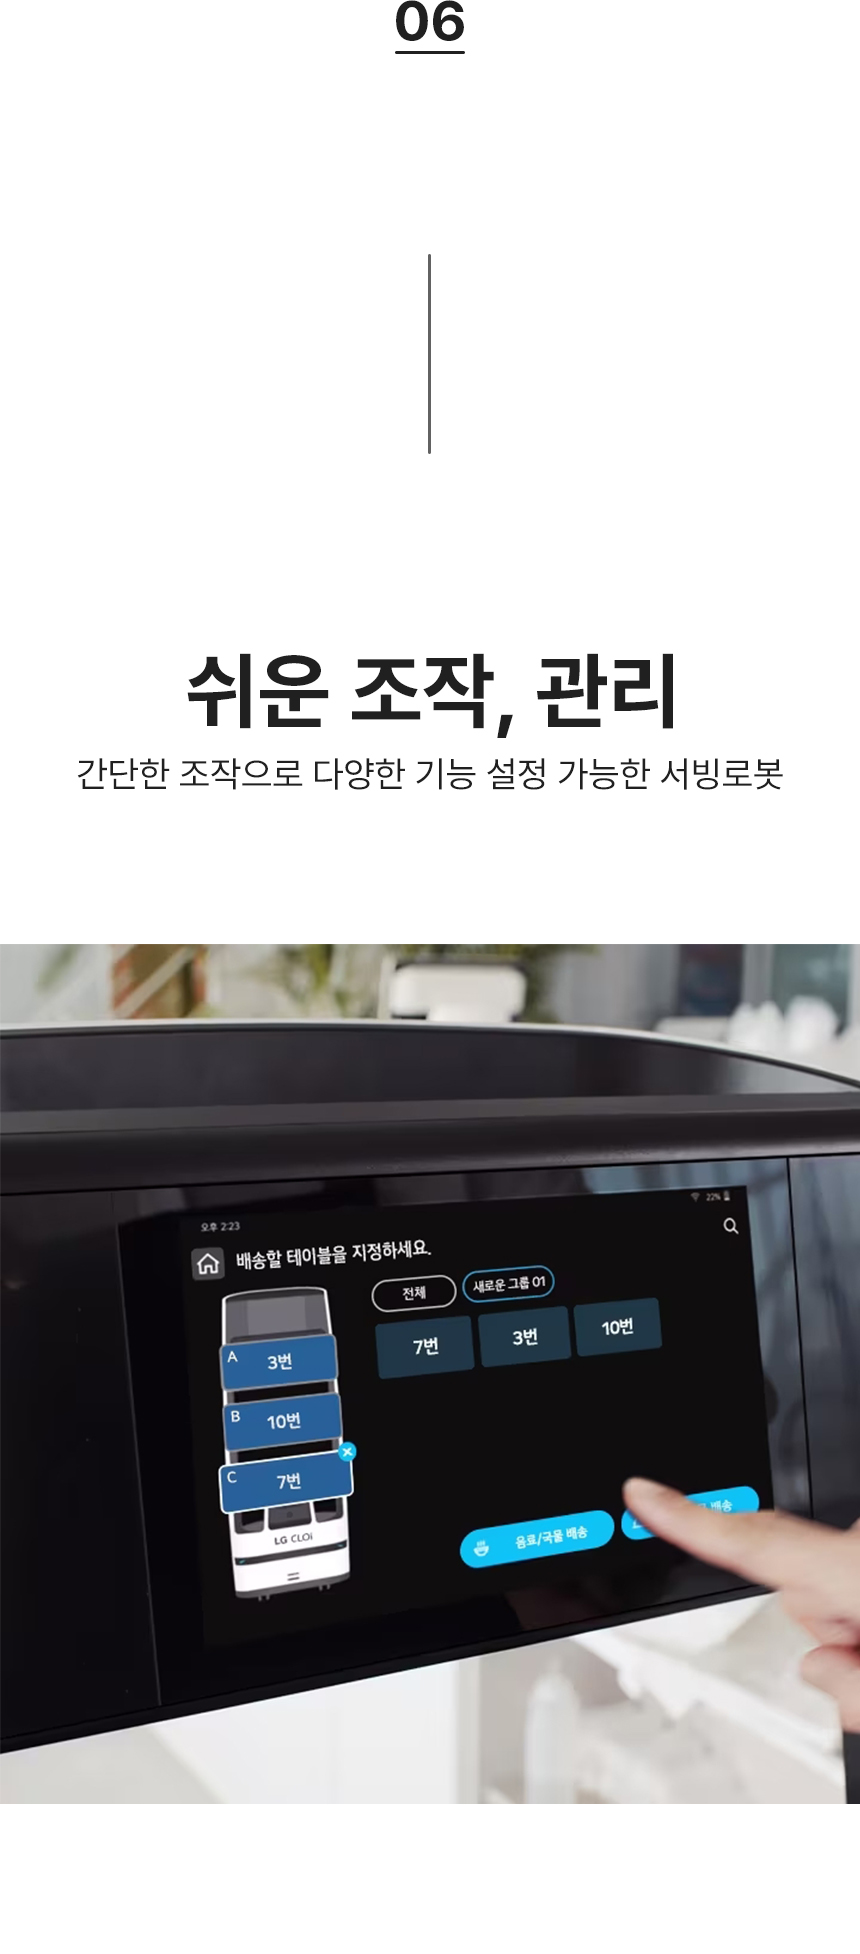 06
쉬운 조작, 관리
간단한 조작으로 다양한 기능 설정 가능한 서빙로봇
오후 2:23
22%
배송할 테이블을 지정하세요.
전체
새로운 그룹 01
7번
3번
10번
A
3번
B
10번
C
7번
LG CLOi
음료/국물 배송
배송